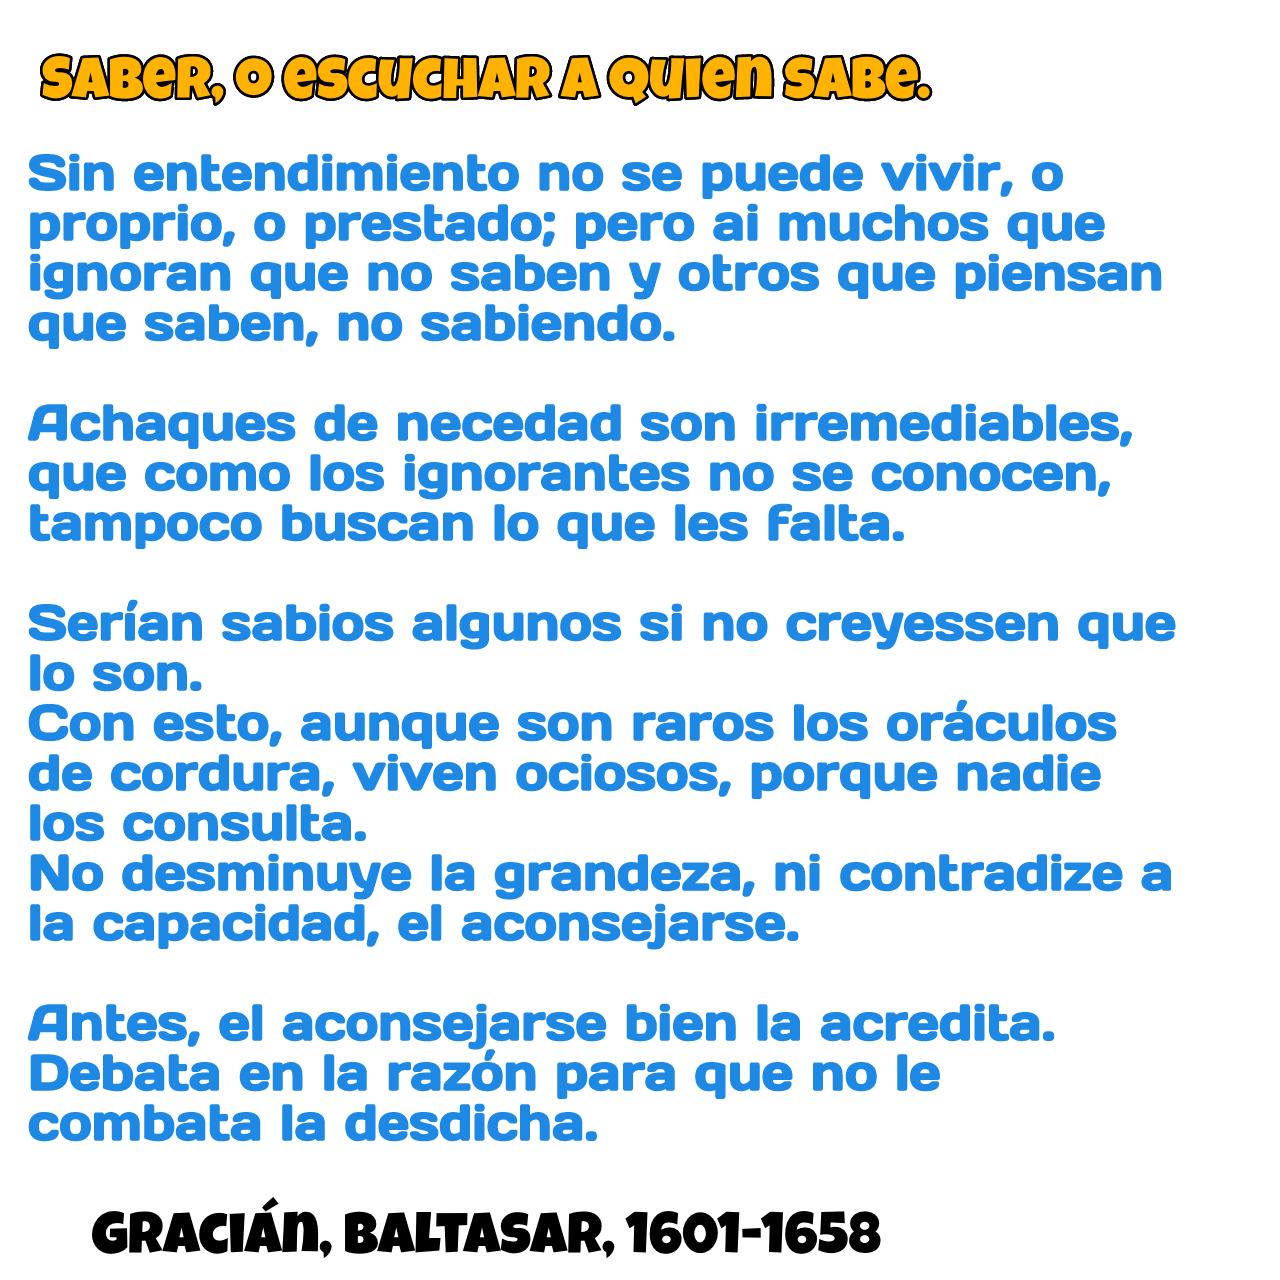 Saber, o escuchar a quien sabe.
Sin entendimiento no se puede vivir, o
proprio, o prestado; pero ai muchos que
ignoran que no saben y otros que piensan
que saben, no sabiendo.
Achaques de necedad son irremediables,
que como los ignorantes no se conocen,
tampoco buscan lo que les falta.
Serían sabios algunos si no creyessen que
lo son.
Con esto, aunque son raros los oráculos
de cordura, viven ociosos, porque nadie
los consulta.
No desminuye la grandeza, ni contradize a
la capacidad, el aconsejarse.
Antes, el aconsejarse bien la acredita.
Debata en la razón para que no le
combata la desdicha.
Gracián, Baltasar, 1601-1658